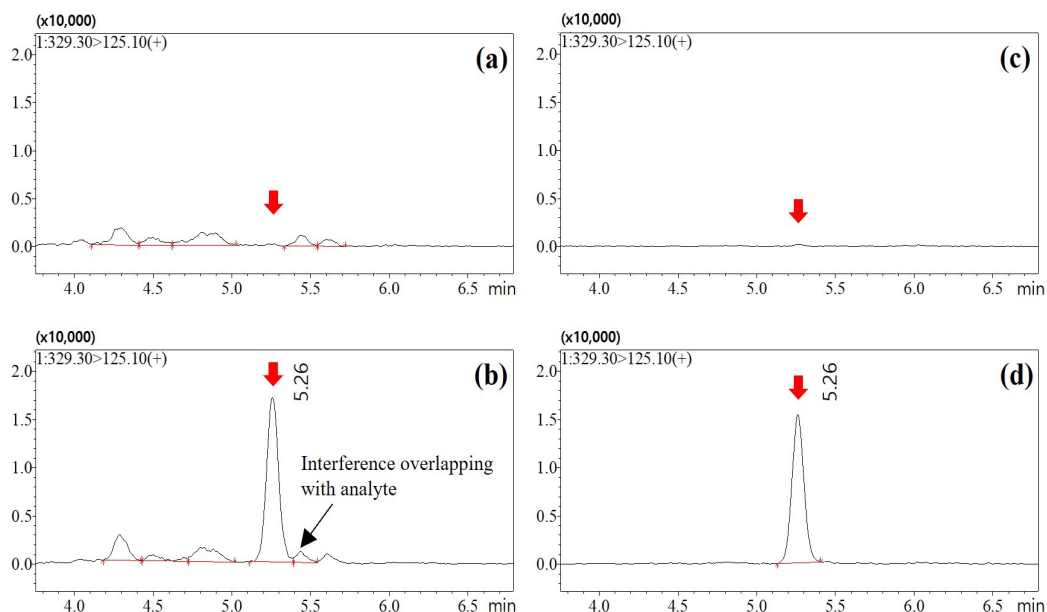 (x10,000)
1:329.30>125.10(+)
(a)
2.0
1.5
1.0
0.5
0.0
4.0 4.5 5.0 5.5 6.0 6.5 min
(x10,000)
1:329.30>125.10(+)
(c)
2.0
1.5
1.0
0.5
0.0
4.0 4.5 5.0 5.5 6.0 6.5 min
(x10,000)
1:329.30>125.10(+)
(b)
2.0
5.26
1.5
1.0
Interference overlapping
with analyte
0.5
0.0
4.0 4.5 5.0 5.5 6.0 6.5 min
(x10,000)
1:329.30>125.10(+)
(d)
2.0
5.26
1.5
1.0
0.5
0.0
4.0 4.5 5.0 5.5 6.0 6.5 min